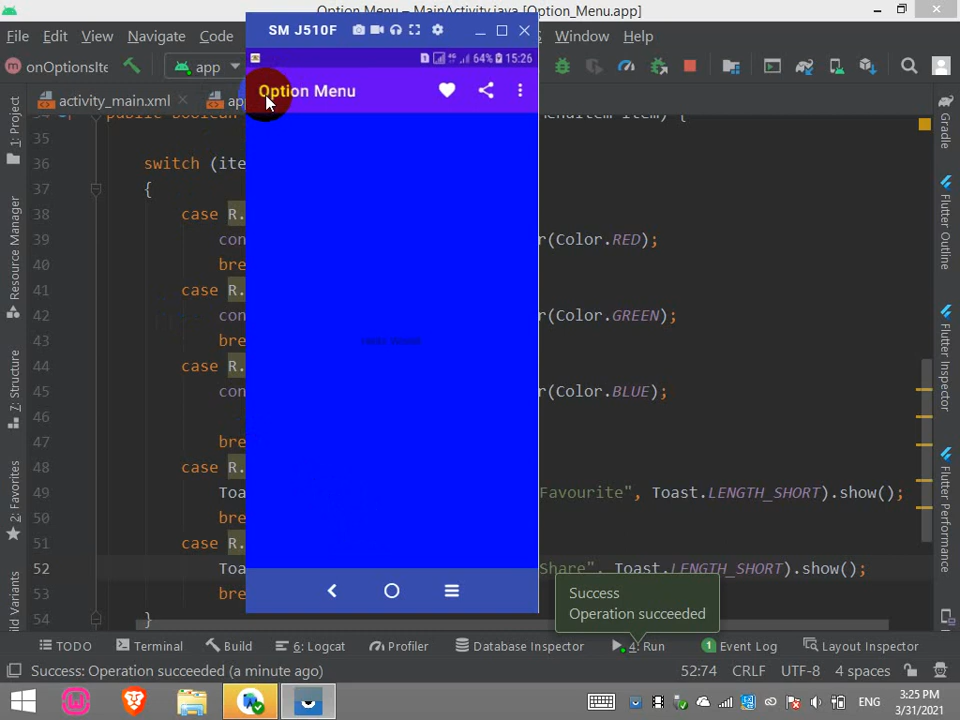 Option Menu – MainActivity.java [Option_Menu.app]
File Edit View Navigate Code Window Help
SM J510F
onOptionsIte app
64% 15:26
Option Menu
activity_main.xml
1: Project
Resource Manager
7: Structure
2: Favorites
Gradle
Flutter Outline
Flutter Inspector
Flutter Performance
35
36 switch (ite
37 {
38 case R.
39 con r(Color.RED);
40 bre
41 case R.
42 con r(Color.GREEN);
43 bre
44 case R.
45 con r(Color.BLUE);
46
47 bre
48 case R.
49 Toa Favourite", Toast.LENGTH_SHORT).show();
50 bre
51 case R.
52 Toa Share", Toast.LENGTH_SHORT).show();
53 bre
54 }
Success
Operation succeeded
TODO Terminal Build 6: Logcat Profiler Database Inspector 4: Run 1 Event Log Layout Inspector
Success: Operation succeeded (a minute ago) 52:74 CRLF UTF-8 4 spaces
ENG
3:25 PM
3/31/2021